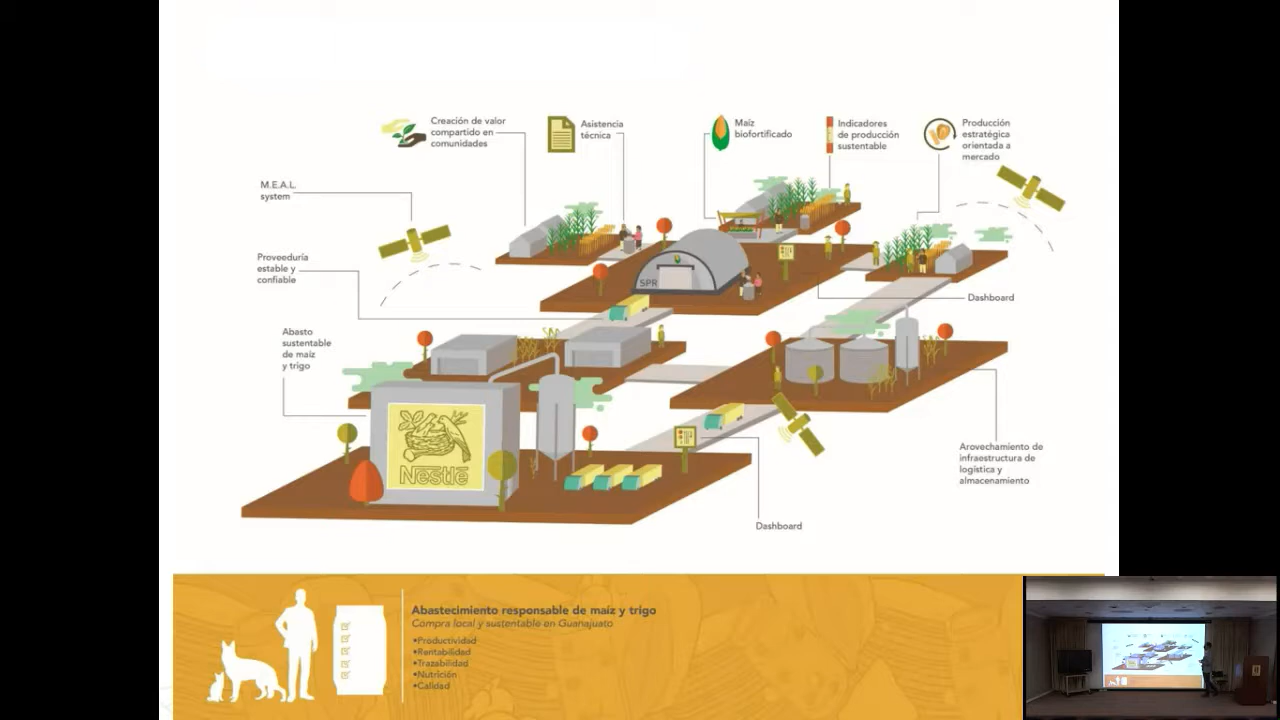 Creación de valor
compartido en
comunidades
Asistencia
técnica
Maíz
biofortificado
Indicadores
de producción
sustentable
Producción
estratégica
orientada a
mercado
M.E.A.L.
system
Proveeduría
estable y
confiable
SPR
Dashboard
Abasto
sustentable
de maíz
y trigo
Nestlé
Arovechamiento de
infraestructura de
logística y
almacenamiento
Dashboard
Abastecimiento responsable de maíz y trigo
Compra local y sustentable en Guanajuato
•Productividad
•Rentabilidad
•Trazabilidad
•Nutrición
•Calidad